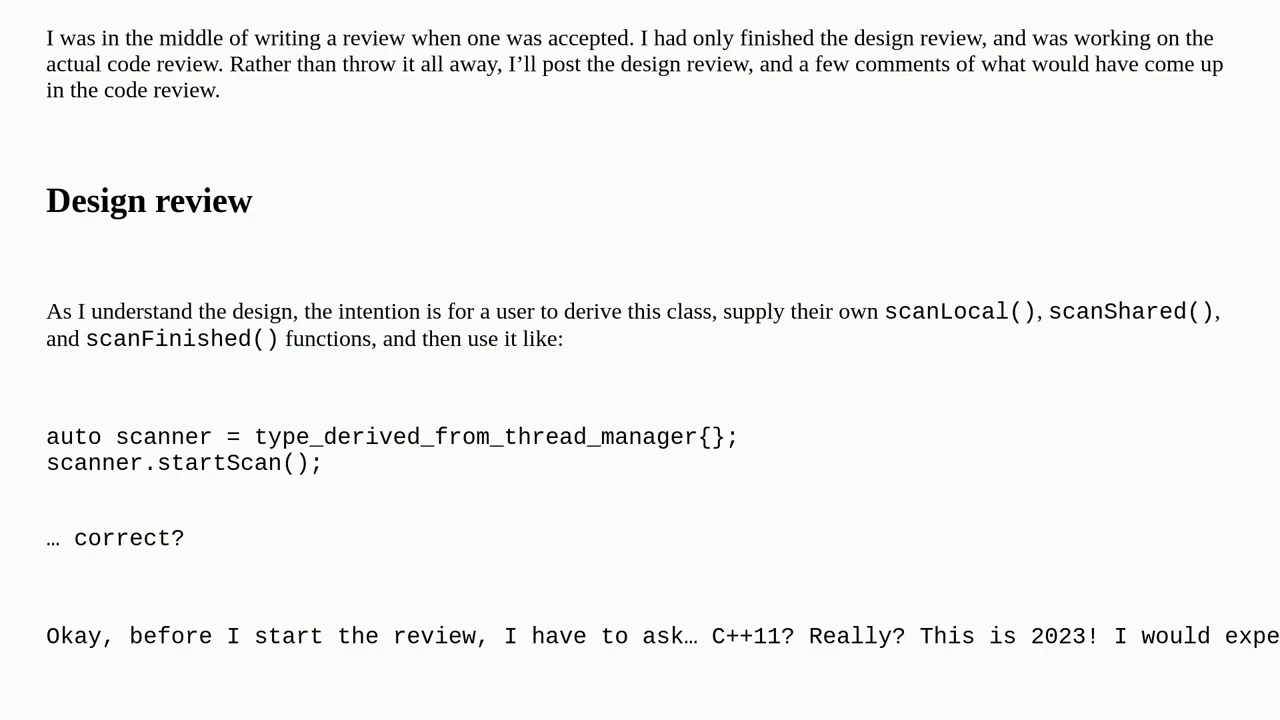 I was in the middle of writing a review when one was accepted. I had only finished the design review, and was working on the
actual code review. Rather than throw it all away, I’ll post the design review, and a few comments of what would have come up
in the code review.
Design review
As I understand the design, the intention is for a user to derive this class, supply their own scanLocal(), scanShared(),
and scanFinished() functions, and then use it like:
auto scanner = type_derived_from_thread_manager{};
scanner.startScan();
… correct?
Okay, before I start the review, I have to ask… C++11? Really? This is 2023! I would expe